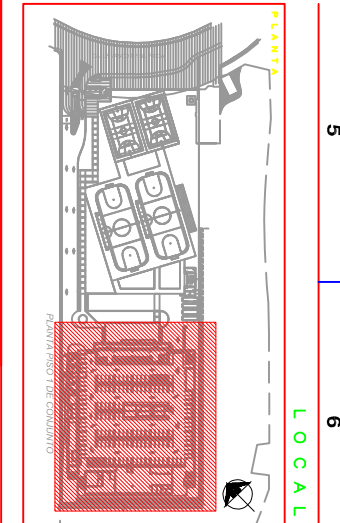 PLANTA
5
6
LOCAL
PLANTA PISO 1 DE CONJUNTO